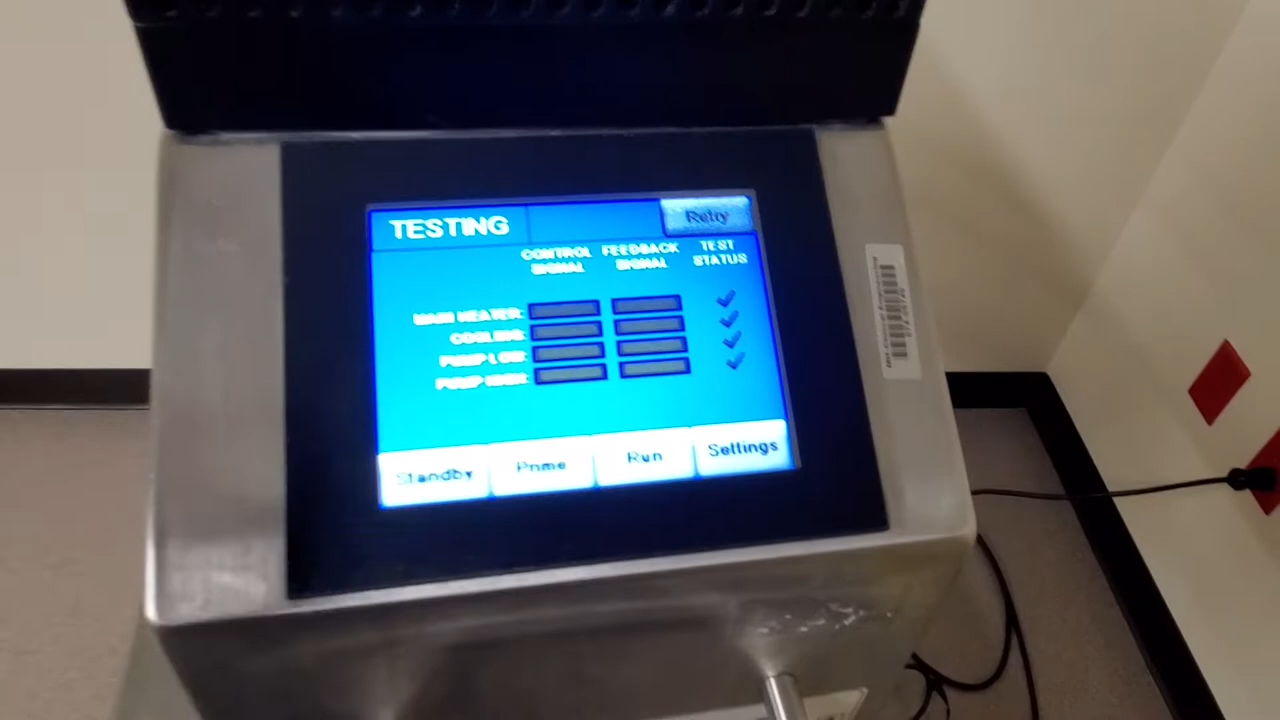 TESTING
Retry
CONTROL SIGNAL
FEEDBACK SIGNAL
TEST STATUS
MAIN HEATER:
COOLING:
PUMP LOW:
PUMP HIGH:
Standby
Prime
Run
Settings